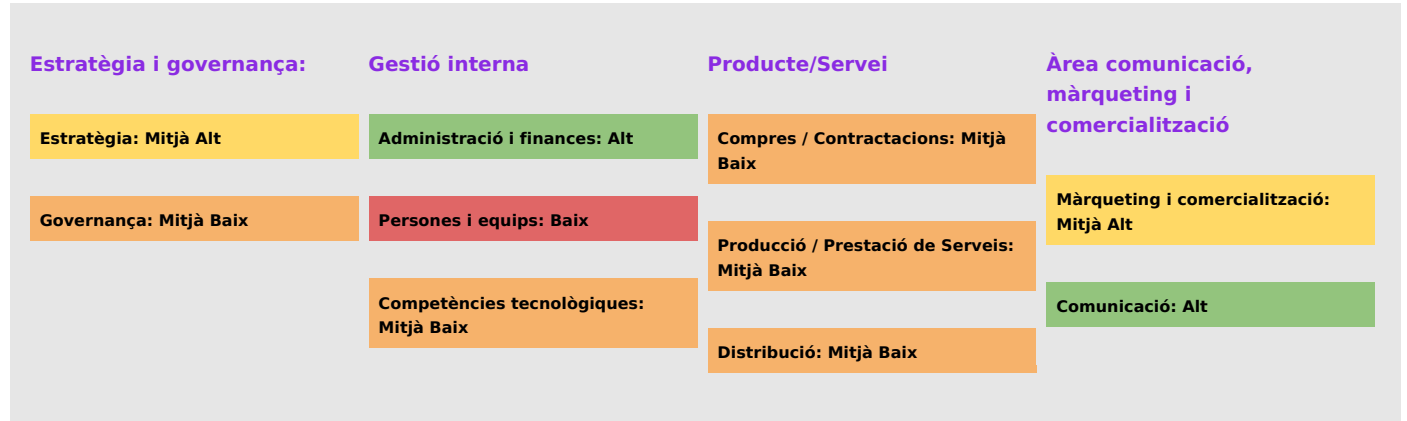 Estratègia i governança:
Estratègia: Mitjà Alt
Governança: Mitjà Baix
Gestió interna
Administració i finances: Alt
Persones i equips: Baix
Competències tecnològiques:
Mitjà Baix
Producte/Servei
Compres / Contractacions: Mitjà
Baix
Producció / Prestació de Serveis:
Mitjà Baix
Distribució: Mitjà Baix
Àrea comunicació,
màrqueting i
comercialització
Màrqueting i comercialització:
Mitjà Alt
Comunicació: Alt